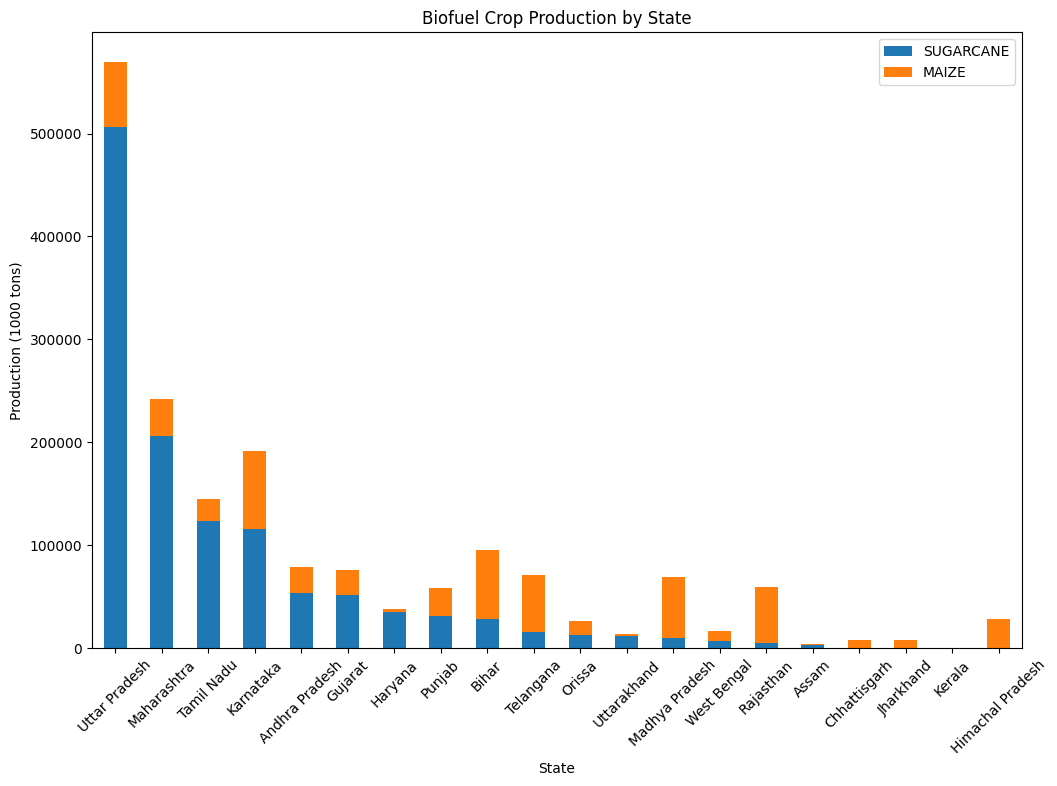 Biofuel Crop Production by State
SUGARCANE
MAIZE
Production (1000 tons)
500000
400000
300000
200000
100000
0
Uttar Pradesh
Maharashtra
Tamil Nadu
Karnataka
Andhra Pradesh
Gujarat
Haryana
Punjab
Bihar
Telangana
Orissa
Uttarakhand
Madhya Pradesh
West Bengal
Rajasthan
Assam
Chhattisgarh
Jharkhand
Kerala
Himachal Pradesh
State